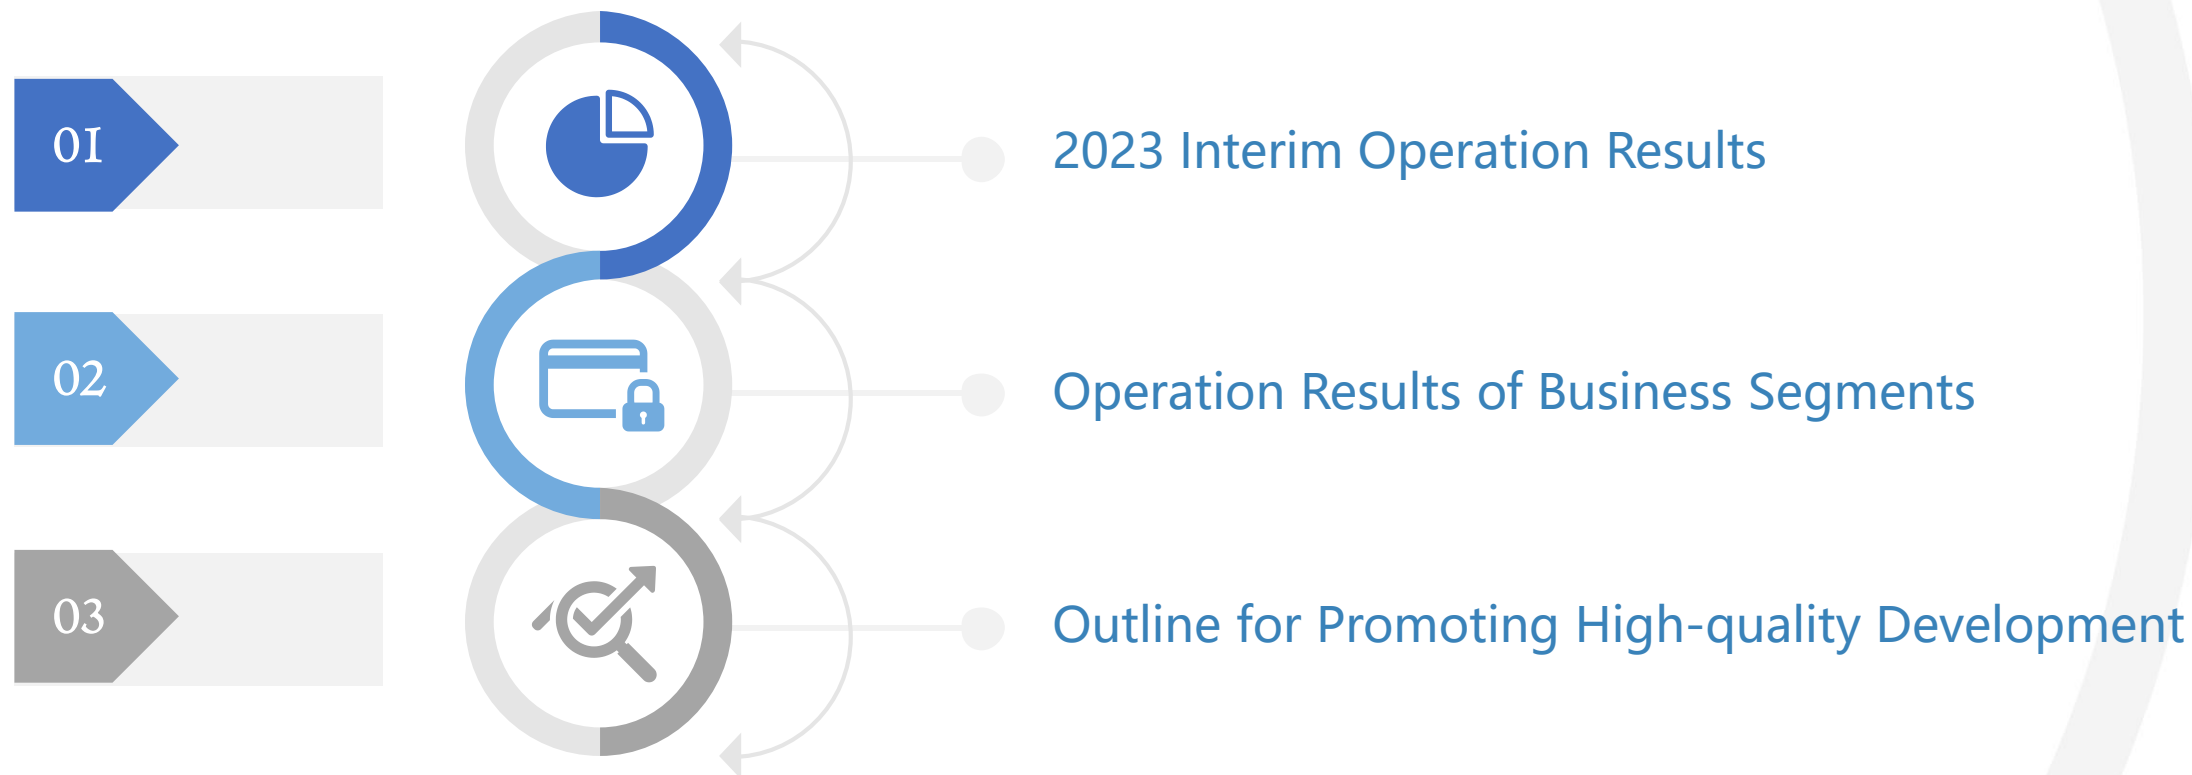 01
2023 Interim Operation Results
02
Operation Results of Business Segments
03
Outline for Promoting High-quality Development